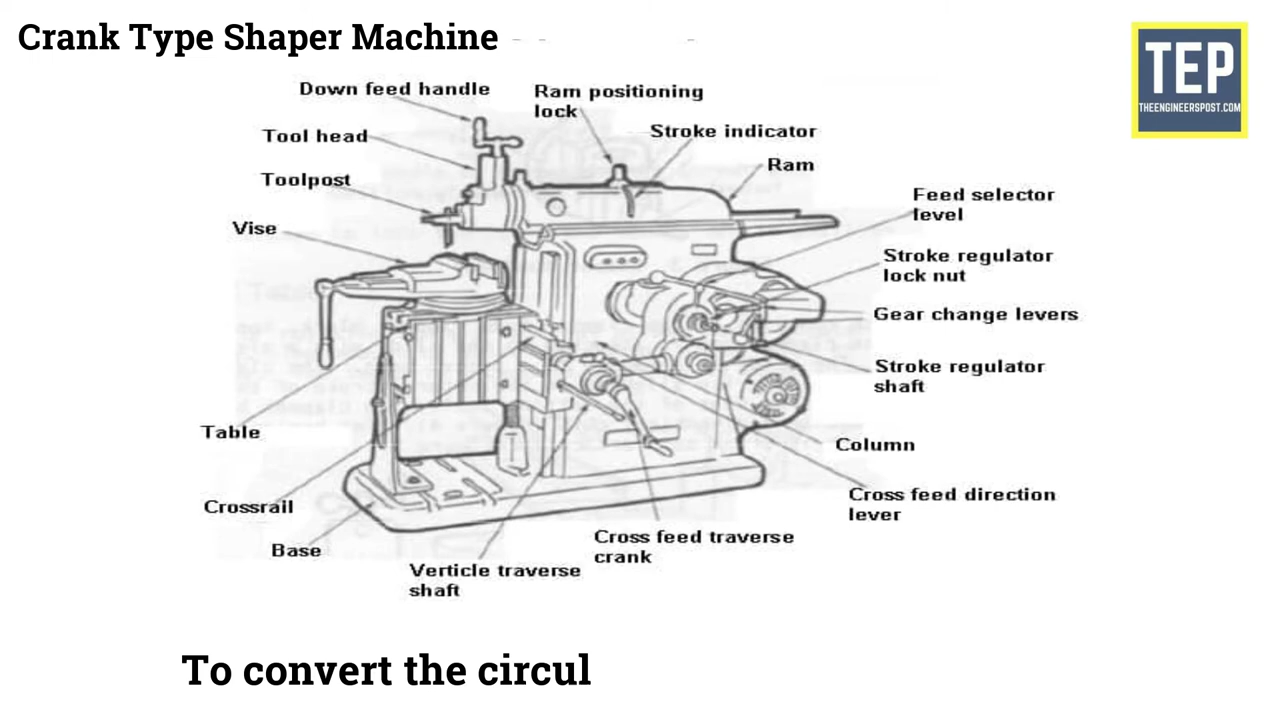 Crank Type Shaper Machine
TEP
THEENGINEERSPOST.COM
Down feed handle
Ram positioning
lock
Tool head
Stroke indicator
Ram
Toolpost
Feed selector
level
Vise
Stroke regulator
lock nut
Gear change levers
Stroke regulator
shaft
Table
Column
Crossrail
Cross feed direction
lever
Base
Cross feed traverse
crank
Verticle traverse
shaft
To convert the circul